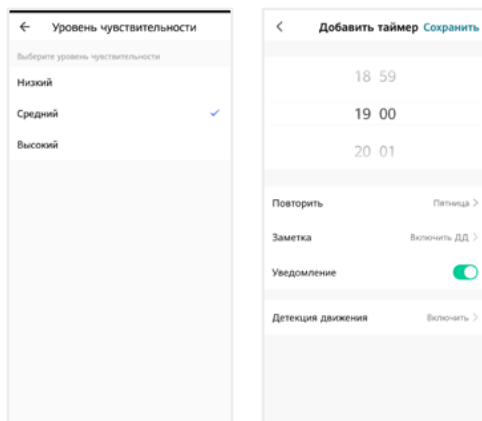 Уровень чувствительности
Выберите уровень чувствительности
Низкий
Средний
Высокий
Добавить таймер Сохранить
18 59
19 00
20 01
Повторить Пятница
Заметка Включить ДД
Уведомление
Детекция движения Включить